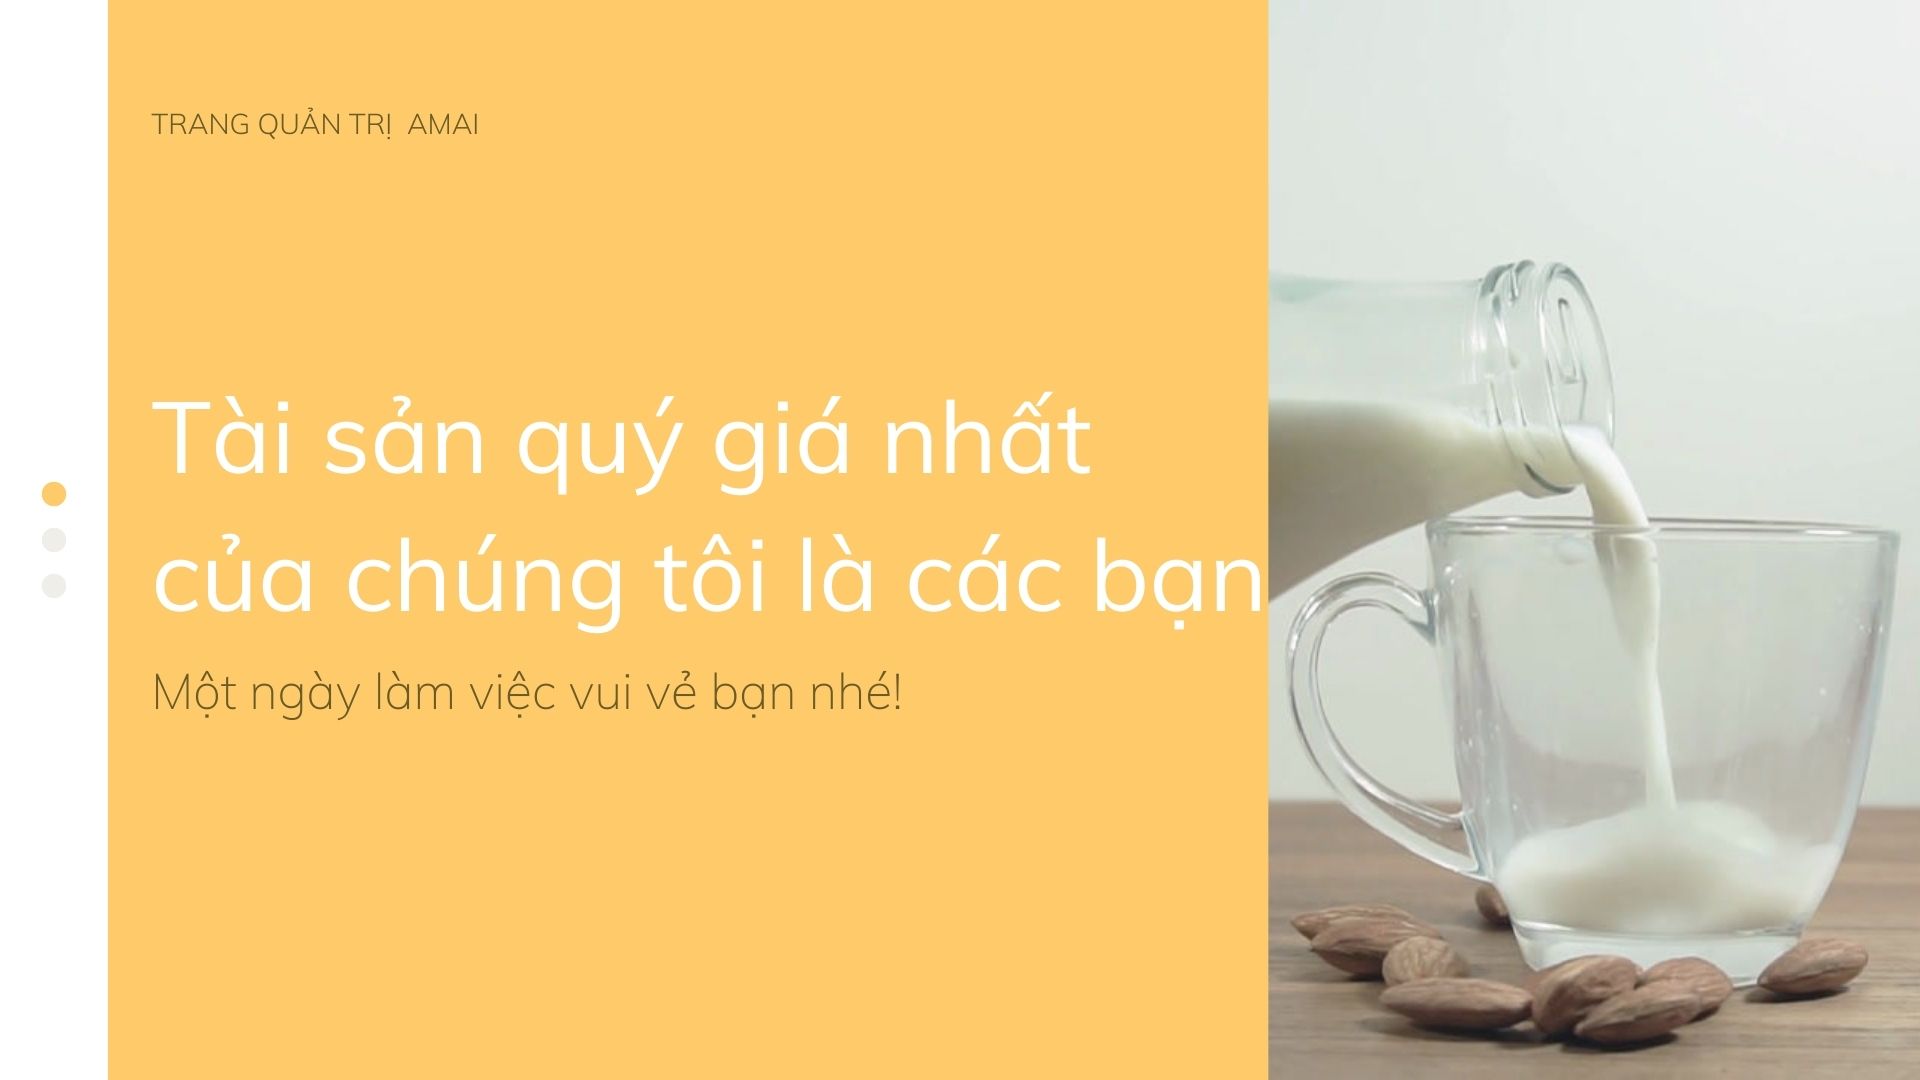 TRANG QUẢN TRỊ  AMAI
Tài sản quý giá nhất
của chúng tôi là các bạn
Một ngày làm việc vui vẻ bạn nhé!